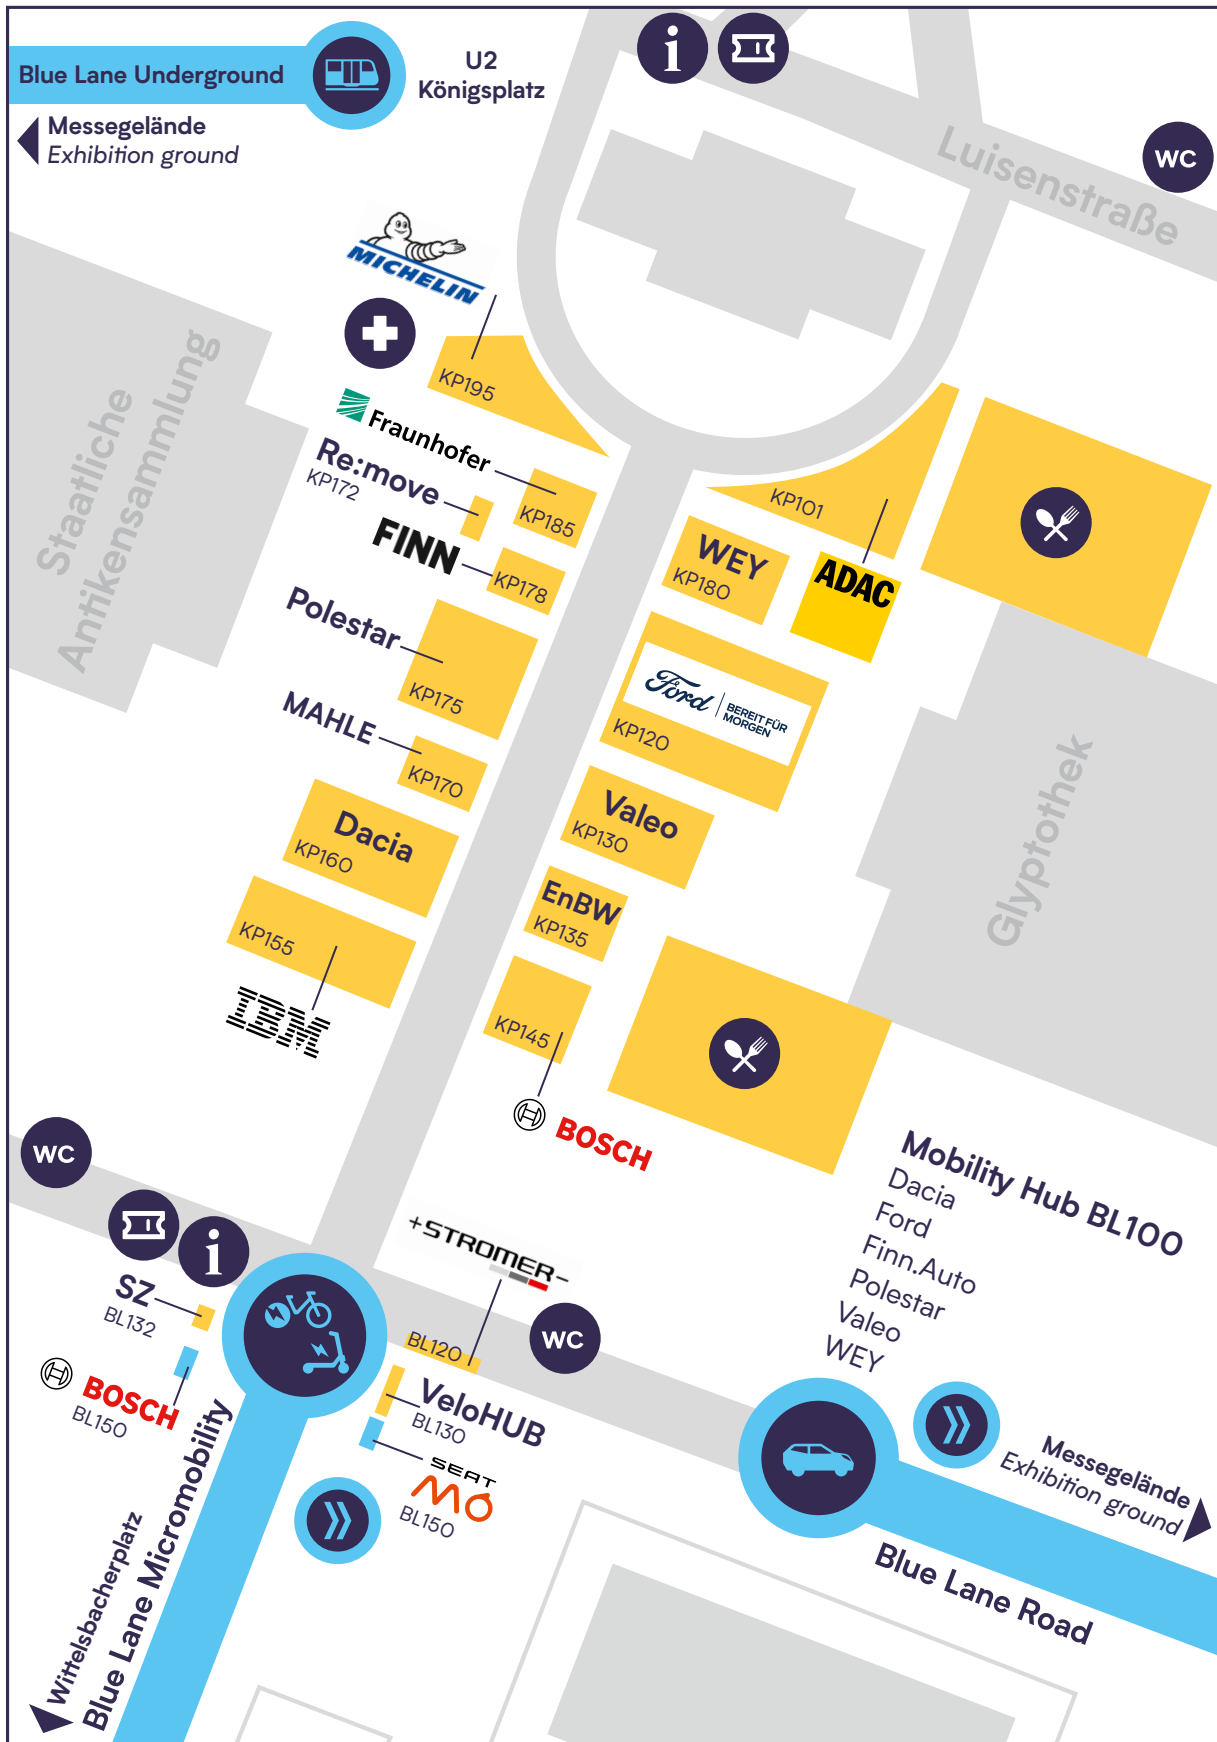 Blue Lane Underground
U2
Königsplatz
Messegelände
Exhibition ground
WC
Luisenstraße
MICHELIN
KP195
Staatliche
Antikensammlung
Fraunhofer
Re:move
KP172
KP185
FINN
KP178
Polestar
KP175
MAHLE
KP170
Dacia
KP160
KP155
IBM
KP101
ADAC
WEY
KP180
Ford
BEREIT FÜR
MORGEN
KP120
Valeo
KP130
EnBW
KP135
KP145
BOSCH
Glyptothek
WC
SZ
BL132
BOSCH
BL150
+STROMER–
BL120
WC
VeloHUB
BL130
SEAT
MÓ
BL150
Mobility Hub BL100
Dacia
Ford
Finn.Auto
Polestar
Valeo
WEY
Messegelände
Exhibition ground
Blue Lane Road
Wittelsbacherplatz
Blue Lane Micromobility